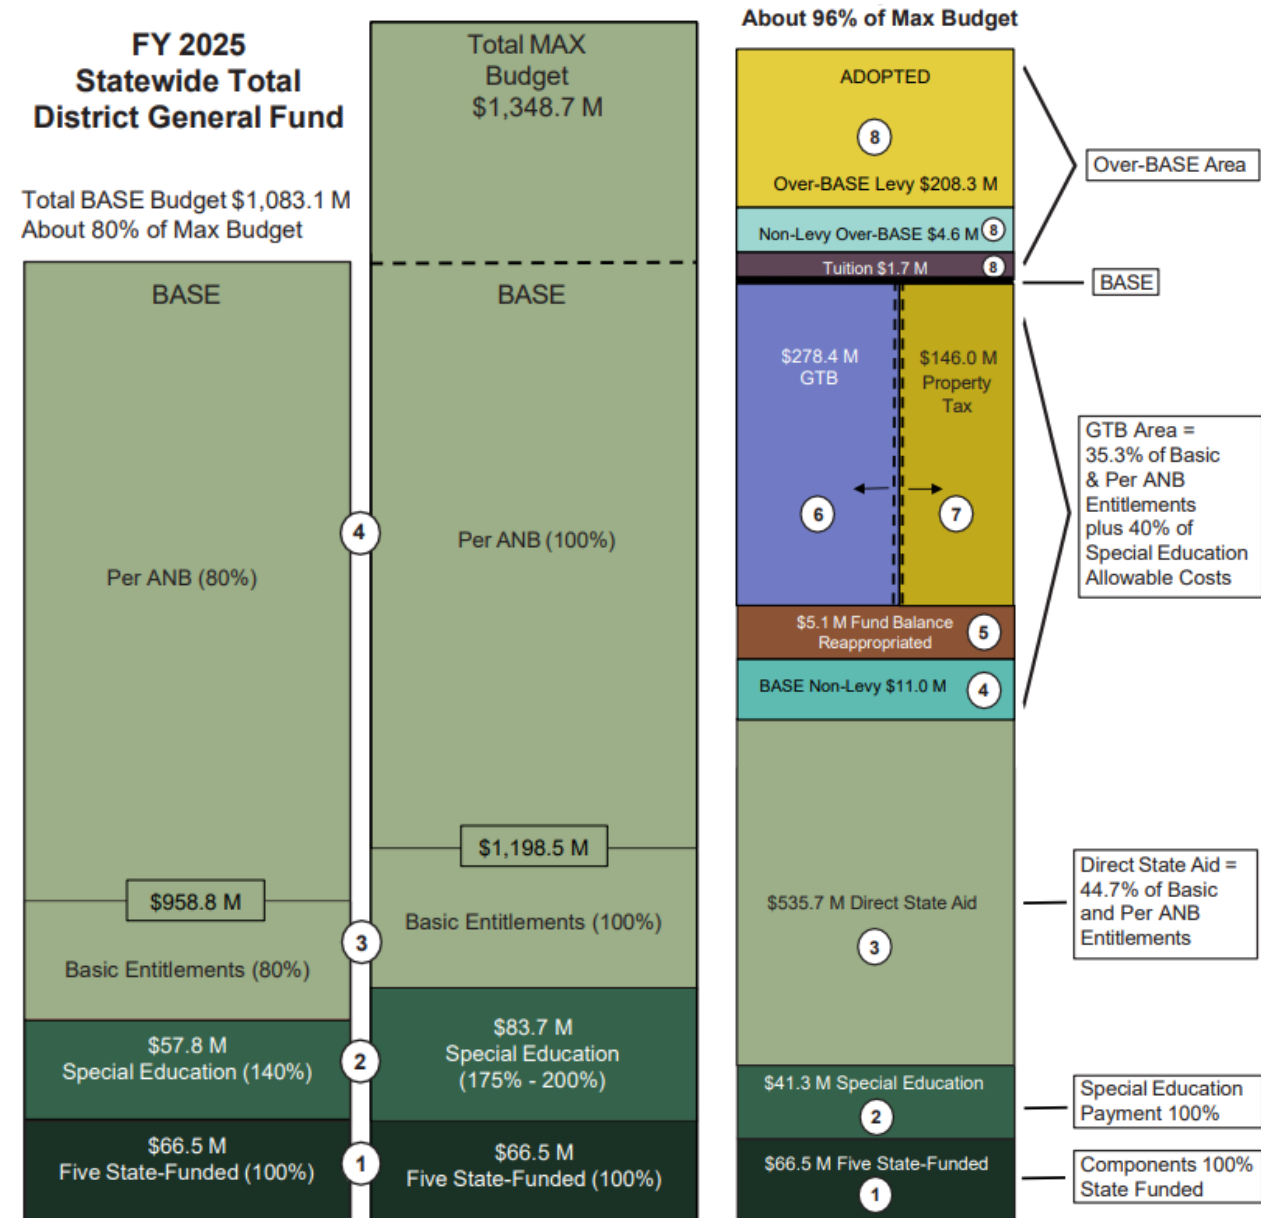 FY 2025
Statewide Total
District General Fund
Total BASE Budget $1,083.1 M
About 80% of Max Budget
BASE
Per ANB (80%)
$958.8 M
Basic Entitlements (80%)
$57.8 M
Special Education (140%)
$66.5 M
Five State-Funded (100%)
4
3
2
1
Total MAX
Budget
$1,348.7 M
BASE
Per ANB (100%)
$1,198.5 M
Basic Entitlements (100%)
$83.7 M
Special Education
(175% - 200%)
$66.5 M
Five State-Funded (100%)
About 96% of Max Budget
ADOPTED
8
Over-BASE Levy $208.3 M
Non-Levy Over-BASE $4.6 M 8
Tuition $1.7 M 8
$278.4 M
GTB
6
$146.0 M
Property
Tax
7
$5.1 M Fund Balance
Reappropriated
5
BASE Non-Levy $11.0 M 4
$535.7 M Direct State Aid
3
$41.3 M Special Education
2
$66.5 M Five State-Funded
1
Over-BASE Area
BASE
GTB Area =
35.3% of Basic
& Per ANB
Entitlements
plus 40% of
Special Education
Allowable Costs
Direct State Aid =
44.7% of Basic
and Per ANB
Entitlements
Special Education
Payment 100%
Components 100%
State Funded